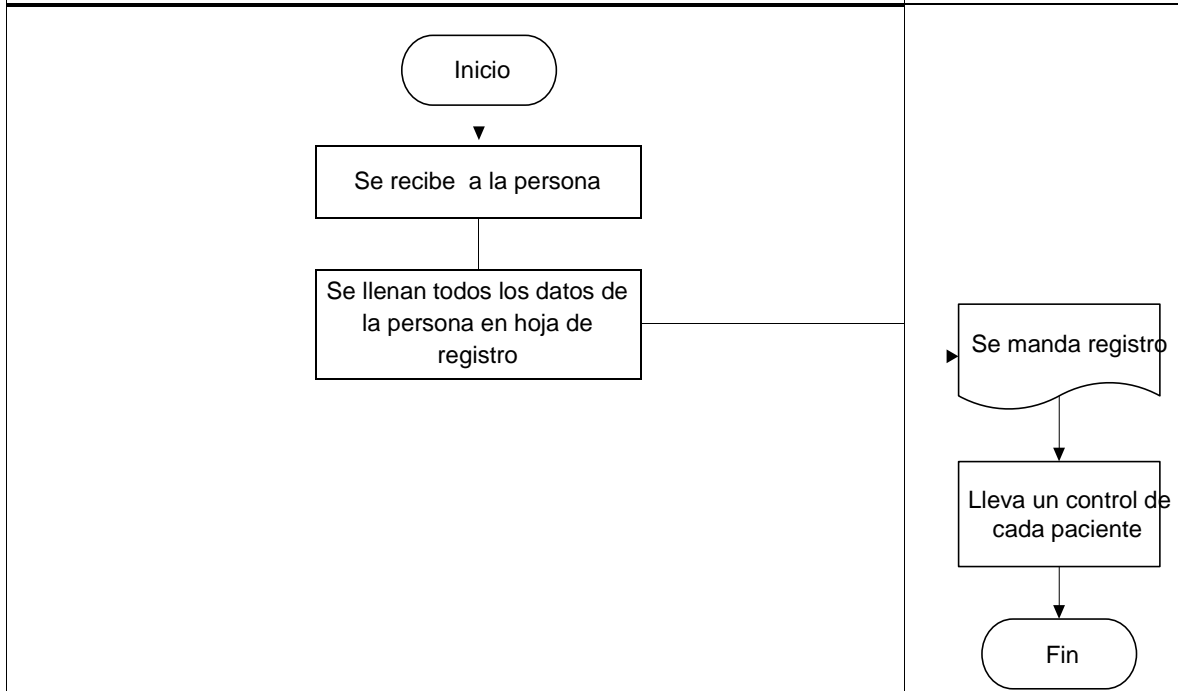 Inicio
Se recibe a la persona
Se llenan todos los datos de
la persona en hoja de
registro
Se manda registro
Lleva un control de
cada paciente
Fin